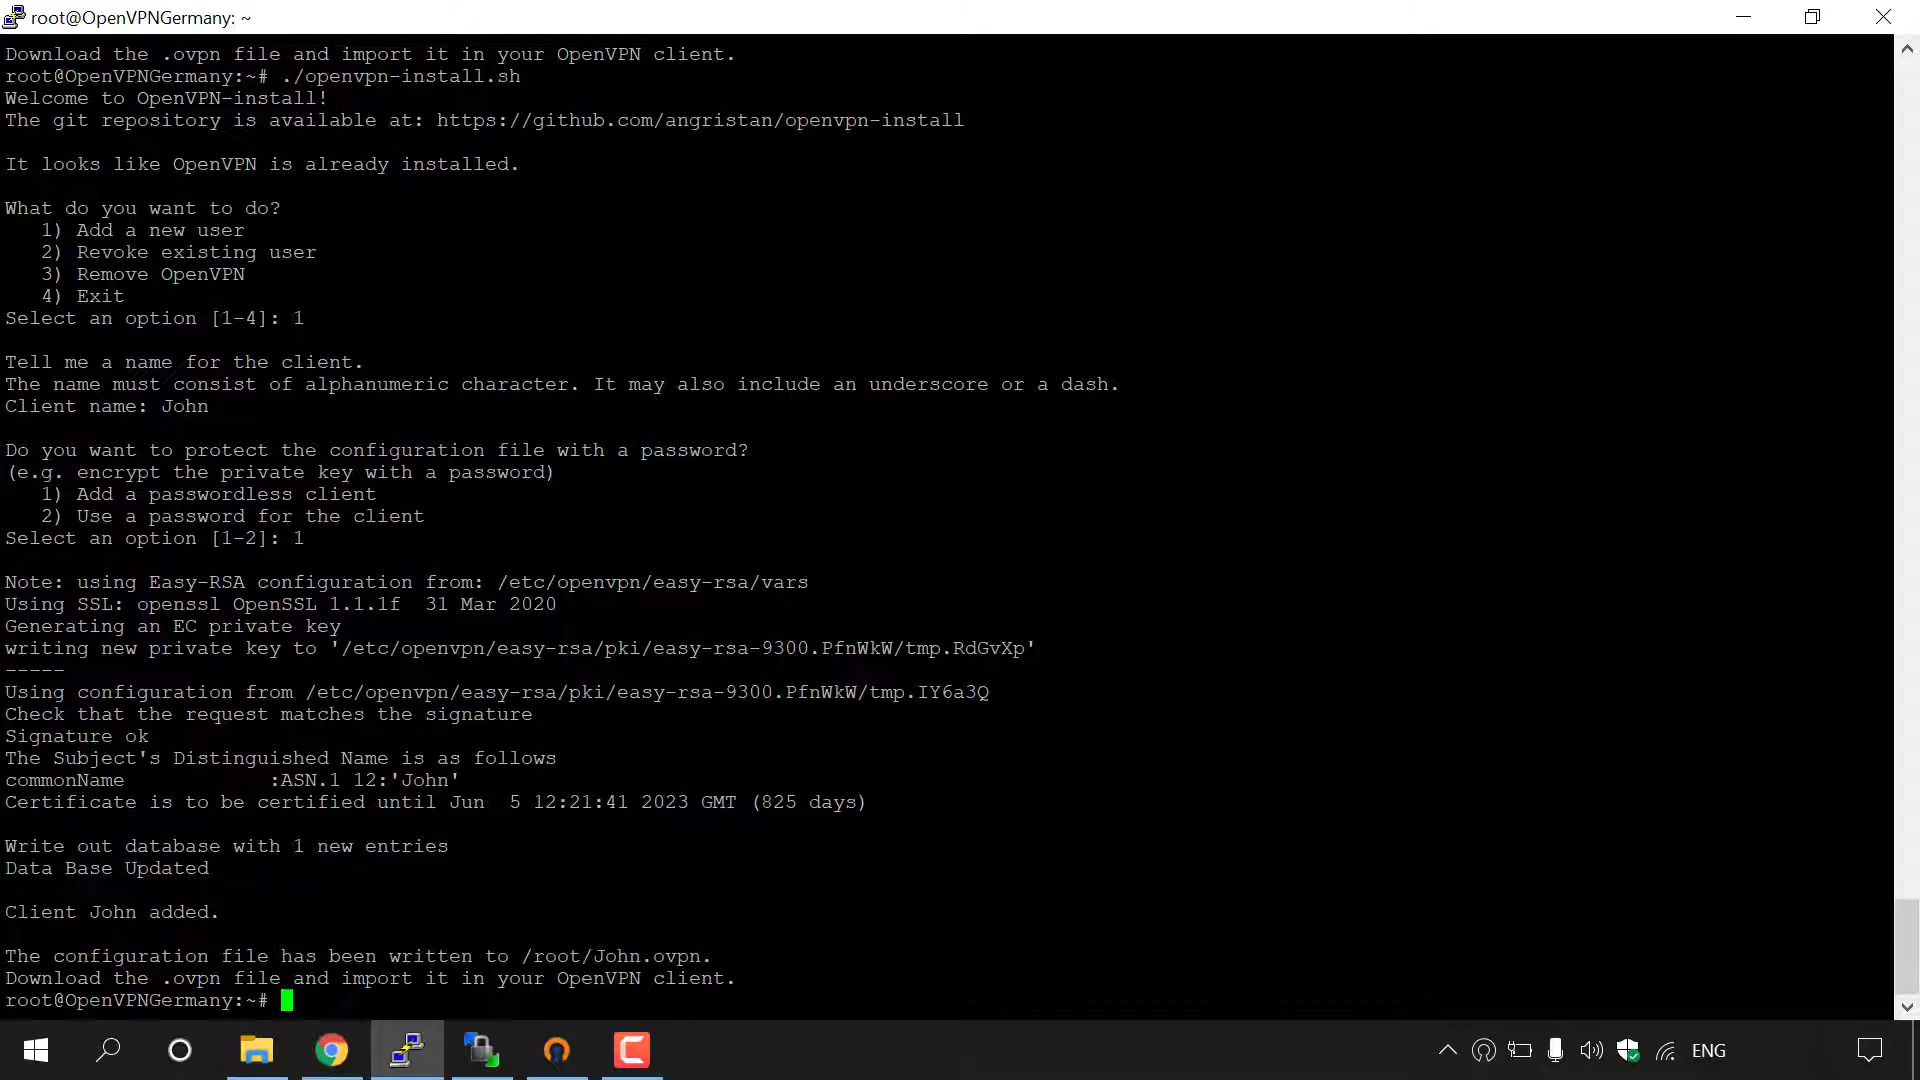 root@OpenVPNGermany: ~
Download the .ovpn file and import it in your OpenVPN client.
root@OpenVPNGermany:~# ./openvpn-install.sh
Welcome to OpenVPN-install!
The git repository is available at: https://github.com/angristan/openvpn-install
It looks like OpenVPN is already installed.
What do you want to do?
1) Add a new user
2) Revoke existing user
3) Remove OpenVPN
4) Exit
Select an option [1-4]: 1
Tell me a name for the client.
The name must consist of alphanumeric character. It may also include an underscore or a dash.
Client name: John
Do you want to protect the configuration file with a password?
(e.g. encrypt the private key with a password)
1) Add a passwordless client
2) Use a password for the client
Select an option [1-2]: 1
Note: using Easy-RSA configuration from: /etc/openvpn/easy-rsa/vars
Using SSL: openssl OpenSSL 1.1.1f  31 Mar 2020
Generating an EC private key
writing new private key to '/etc/openvpn/easy-rsa/pki/easy-rsa-9300.PfnWkW/tmp.RdGvXp'
-----
Using configuration from /etc/openvpn/easy-rsa/pki/easy-rsa-9300.PfnWkW/tmp.IY6a3Q
Check that the request matches the signature
Signature ok
The Subject's Distinguished Name is as follows
commonName            :ASN.1 12:'John'
Certificate is to be certified until Jun  5 12:21:41 2023 GMT (825 days)
Write out database with 1 new entries
Data Base Updated
Client John added.
The configuration file has been written to /root/John.ovpn.
Download the .ovpn file and import it in your OpenVPN client.
root@OpenVPNGermany:~#
ENG